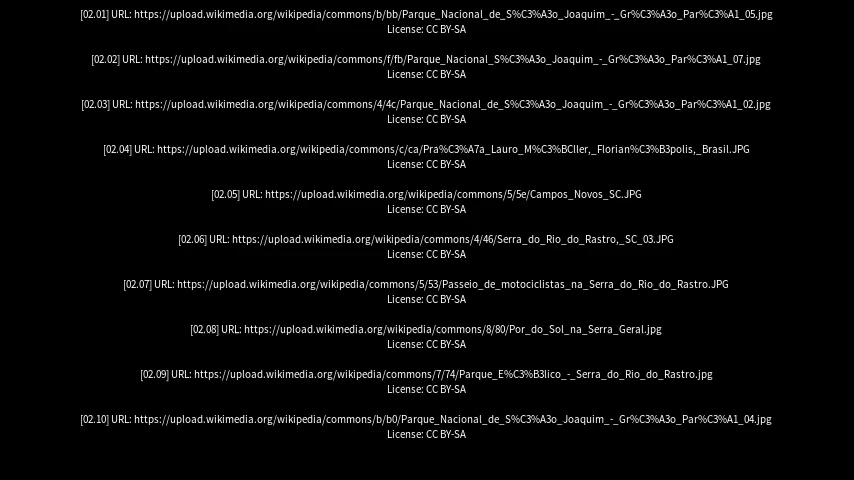 [02.01] URL: https://upload.wikimedia.org/wikipedia/commons/b/bb/Parque_Nacional_de_S%C3%A3o_Joaquim_-_Gr%C3%A3o_Par%C3%A1_05.jpg
License: CC BY-SA
[02.02] URL: https://upload.wikimedia.org/wikipedia/commons/f/fb/Parque_Nacional_S%C3%A3o_Joaquim_-_Gr%C3%A3o_Par%C3%A1_07.jpg
License: CC BY-SA
[02.03] URL: https://upload.wikimedia.org/wikipedia/commons/4/4c/Parque_Nacional_de_S%C3%A3o_Joaquim_-_Gr%C3%A3o_Par%C3%A1_02.jpg
License: CC BY-SA
[02.04] URL: https://upload.wikimedia.org/wikipedia/commons/c/ca/Pra%C3%A7a_Lauro_M%C3%BCller,_Florian%C3%B3polis,_Brasil.JPG
License: CC BY-SA
[02.05] URL: https://upload.wikimedia.org/wikipedia/commons/5/5e/Campos_Novos_SC.JPG
License: CC BY-SA
[02.06] URL: https://upload.wikimedia.org/wikipedia/commons/4/46/Serra_do_Rio_do_Rastro,_SC_03.JPG
License: CC BY-SA
[02.07] URL: https://upload.wikimedia.org/wikipedia/commons/5/53/Passeio_de_motociclistas_na_Serra_do_Rio_do_Rastro.JPG
License: CC BY-SA
[02.08] URL: https://upload.wikimedia.org/wikipedia/commons/8/80/Por_do_Sol_na_Serra_Geral.jpg
License: CC BY-SA
[02.09] URL: https://upload.wikimedia.org/wikipedia/commons/7/74/Parque_E%C3%B3lico_-_Serra_do_Rio_do_Rastro.jpg
License: CC BY-SA
[02.10] URL: https://upload.wikimedia.org/wikipedia/commons/b/b0/Parque_Nacional_de_S%C3%A3o_Joaquim_-_Gr%C3%A3o_Par%C3%A1_04.jpg
License: CC BY-SA